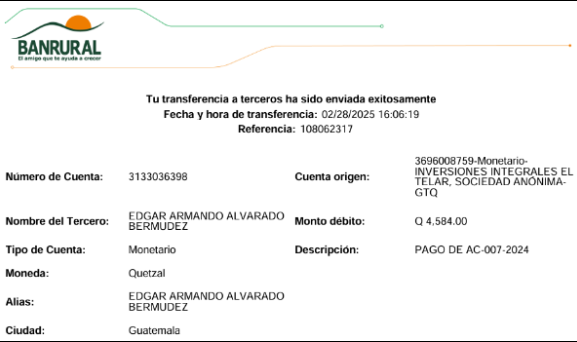 BANRURAL
El amigo que te ayuda a crecer
Tu transferencia a terceros ha sido enviada exitosamente
Fecha y hora de transferencia: 02/28/2025 16:06:19
Referencia: 108062317
Número de Cuenta: 3133036398
Cuenta origen: 3696008759-Monetario-
INVERSIONES INTEGRALES EL
TELAR, SOCIEDAD ANÓNIMA-
GTQ
Nombre del Tercero: EDGAR ARMANDO ALVARADO
BERMUDEZ
Monto débito: Q 4,584.00
Tipo de Cuenta: Monetario
Descripción: PAGO DE AC-007-2024
Moneda: Quetzal
Alias: EDGAR ARMANDO ALVARADO
BERMUDEZ
Ciudad: Guatemala